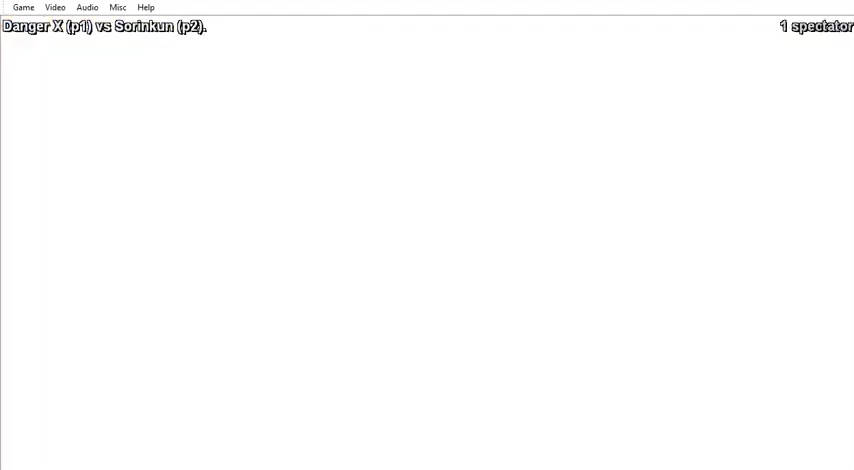 Game Video Audio Misc Help
Danger X (p1) vs Sorinkun (p2). 1 spectator